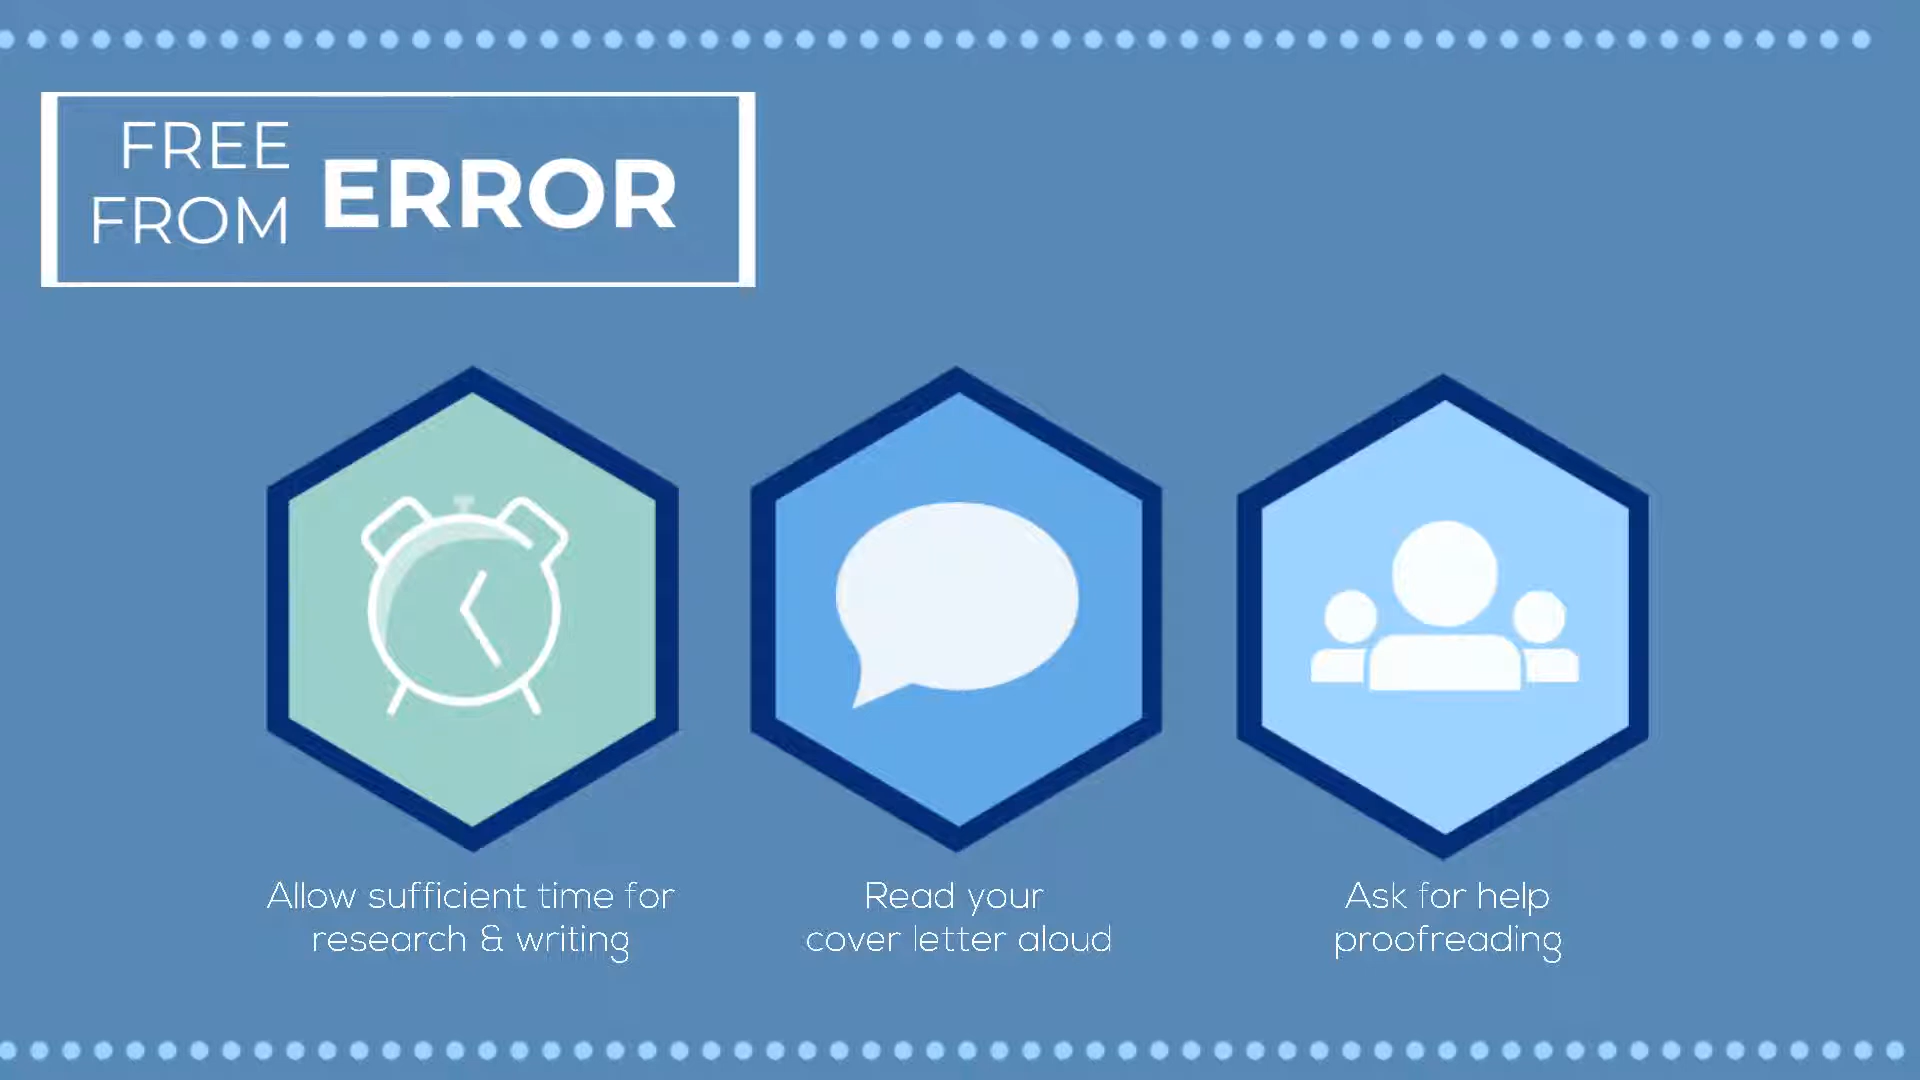 FREE
FROM ERROR
Allow sufficient time for
research & writing
Read your
cover letter aloud
Ask for help
proofreading